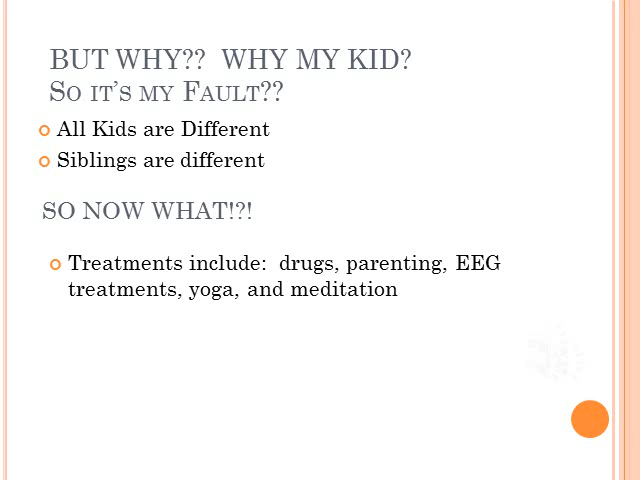 BUT WHY??  WHY MY KID?
SO IT'S MY FAULT??
All Kids are Different
Siblings are different
SO NOW WHAT!?!
Treatments include:  drugs, parenting, EEG
treatments, yoga, and meditation